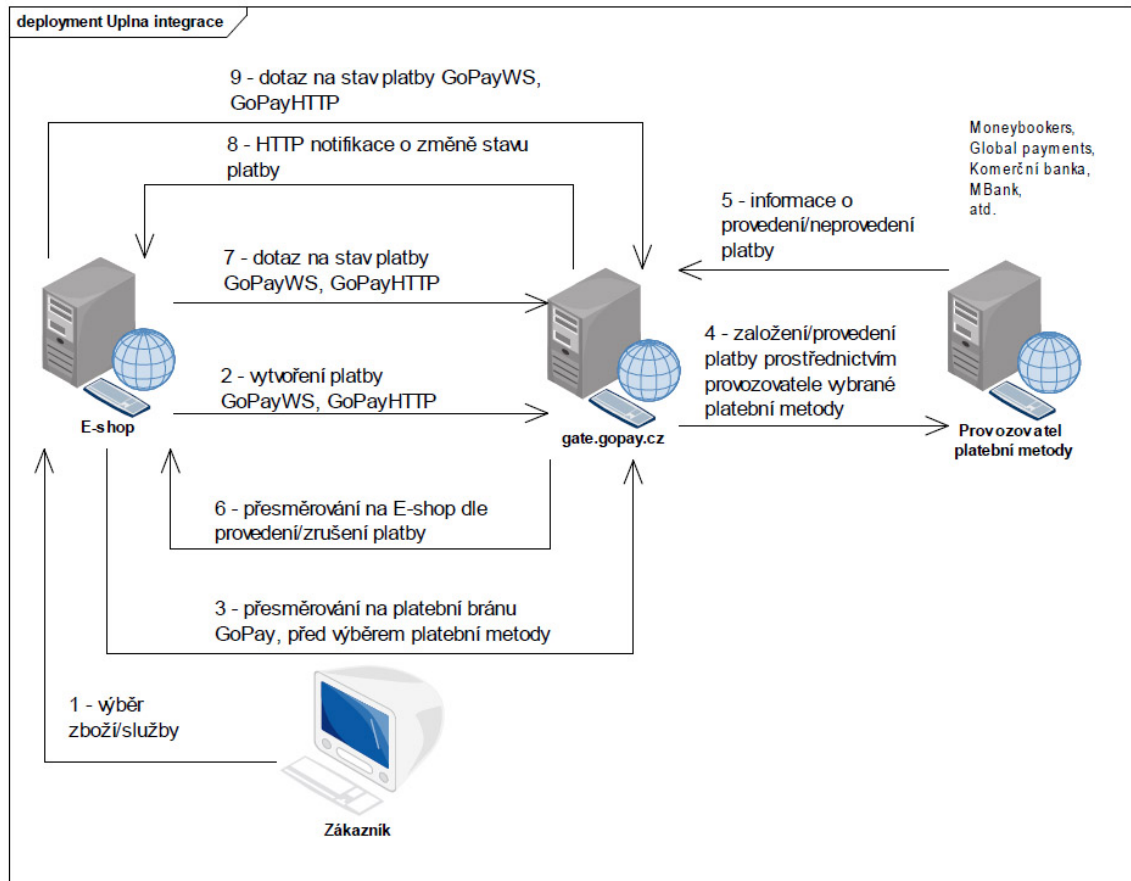 deployment Uplna integrace
9 - dotaz na stav platby GoPayWS,
GoPayHTTP
8 - HTTP notifikace o změně stavu
platby
Moneybookers,
Global payments,
Komerční banka,
MBank,
atd.
5 - informace o
provedení/neprovedení
platby
7 - dotaz na stav platby
GoPayWS, GoPayHTTP
4 - založení/provedení
platby prostřednictvím
provozovatele vybrané
platební metody
2 - vytvoření platby
GoPayWS, GoPayHTTP
E-shop
gate.gopay.cz
Provozovatel
platební metody
6 - přesměrování na E-shop dle
provedení/zrušení platby
3 - přesměrování na platební bránu
GoPay, před výběrem platební metody
1 - výběr
zboží/služby
Zákazník